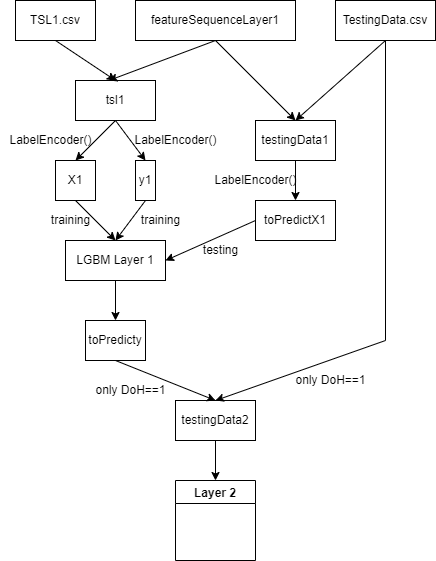 TSL1.csv
featureSequenceLayer1
TestingData.csv
tsl1
testingData1
LabelEncoder()
LabelEncoder()
X1
y1
LabelEncoder()
training
training
toPredictX1
testing
LGBM Layer 1
toPredicty
only DoH==1
only DoH==1
testingData2
Layer 2